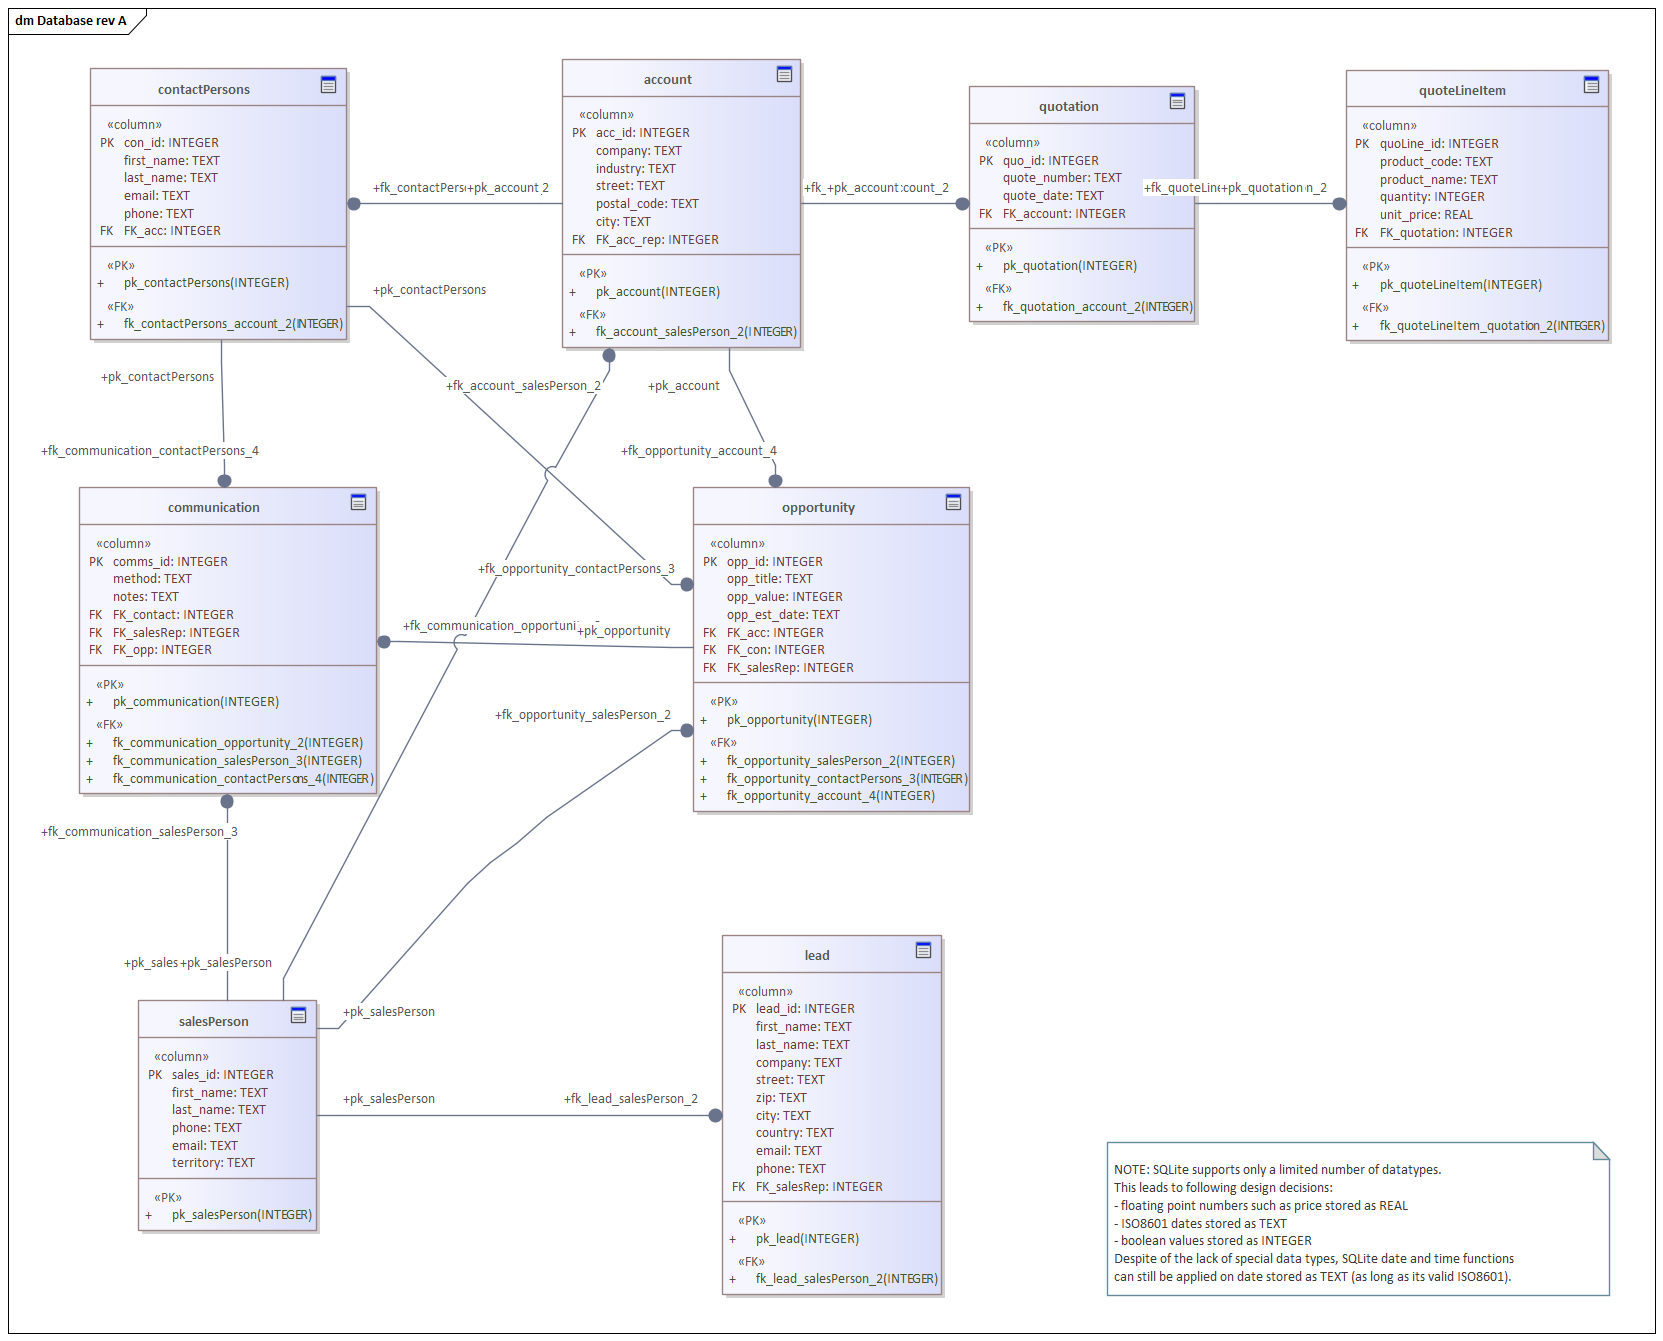 dm Database rev A
contactPersons
«column»
PK con_id: INTEGER
first_name: TEXT
last_name: TEXT
email: TEXT
phone: TEXT
FK FK_acc: INTEGER
«PK»
+ pk_contactPersons(INTEGER)
«FK»
+ fk_contactPersons_account_2(INTEGER)
account
«column»
PK acc_id: INTEGER
company: TEXT
industry: TEXT
street: TEXT
postal_code: TEXT
city: TEXT
FK FK_acc_rep: INTEGER
«PK»
+ pk_account(INTEGER)
«FK»
+ fk_account_salesPerson_2(INTEGER)
quotation
«column»
PK quo_id: INTEGER
quote_number: TEXT
quote_date: TEXT
FK FK_account: INTEGER
«PK»
+ pk_quotation(INTEGER)
«FK»
+ fk_quotation_account_2(INTEGER)
quoteLineItem
«column»
PK quoLine_id: INTEGER
product_code: TEXT
product_name: TEXT
quantity: INTEGER
unit_price: REAL
FK FK_quotation: INTEGER
«PK»
+ pk_quoteLineItem(INTEGER)
«FK»
+ fk_quoteLineItem_quotation_2(INTEGER)
+fk_contactPers +pk_account 2
+fk_ +pk_account count_2
+fk_quoteLin +pk_quotation n_2
+pk_contactPersons
+pk_contactPersons
+fk_account_salesPerson_2
+pk_account
+fk_communication_contactPersons_4
+fk_opportunity_account_4
communication
«column»
PK comms_id: INTEGER
method: TEXT
notes: TEXT
FK FK_contact: INTEGER
FK FK_salesRep: INTEGER
FK FK_opp: INTEGER
«PK»
+ pk_communication(INTEGER)
«FK»
+ fk_communication_opportunity_2(INTEGER)
+ fk_communication_salesPerson_3(INTEGER)
+ fk_communication_contactPersons_4(INTEGER)
+fk_opportunity_contactPersons_3
+fk_communication_opportuni
+pk_opportunity
+fk_opportunity_salesPerson_2
opportunity
«column»
PK opp_id: INTEGER
opp_title: TEXT
opp_value: INTEGER
opp_est_date: TEXT
FK FK_acc: INTEGER
FK FK_con: INTEGER
FK FK_salesRep: INTEGER
«PK»
+ pk_opportunity(INTEGER)
«FK»
+ fk_opportunity_salesPerson_2(INTEGER)
+ fk_opportunity_contactPersons_3(INTEGER)
+ fk_opportunity_account_4(INTEGER)
+fk_communication_salesPerson_3
+pk_sales +pk_salesPerson
+pk_salesPerson
salesPerson
«column»
PK sales_id: INTEGER
first_name: TEXT
last_name: TEXT
phone: TEXT
email: TEXT
territory: TEXT
«PK»
+ pk_salesPerson(INTEGER)
+pk_salesPerson
+fk_lead_salesPerson_2
lead
«column»
PK lead_id: INTEGER
first_name: TEXT
last_name: TEXT
company: TEXT
street: TEXT
zip: TEXT
city: TEXT
country: TEXT
email: TEXT
phone: TEXT
FK FK_salesRep: INTEGER
«PK»
+ pk_lead(INTEGER)
«FK»
+ fk_lead_salesPerson_2(INTEGER)
NOTE: SQLite supports only a limited number of datatypes.
This leads to following design decisions:
- floating point numbers such as price stored as REAL
- ISO8601 dates stored as TEXT
- boolean values stored as INTEGER
Despite of the lack of special data types, SQLite date and time functions
can still be applied on date stored as TEXT (as long as its valid ISO8601).